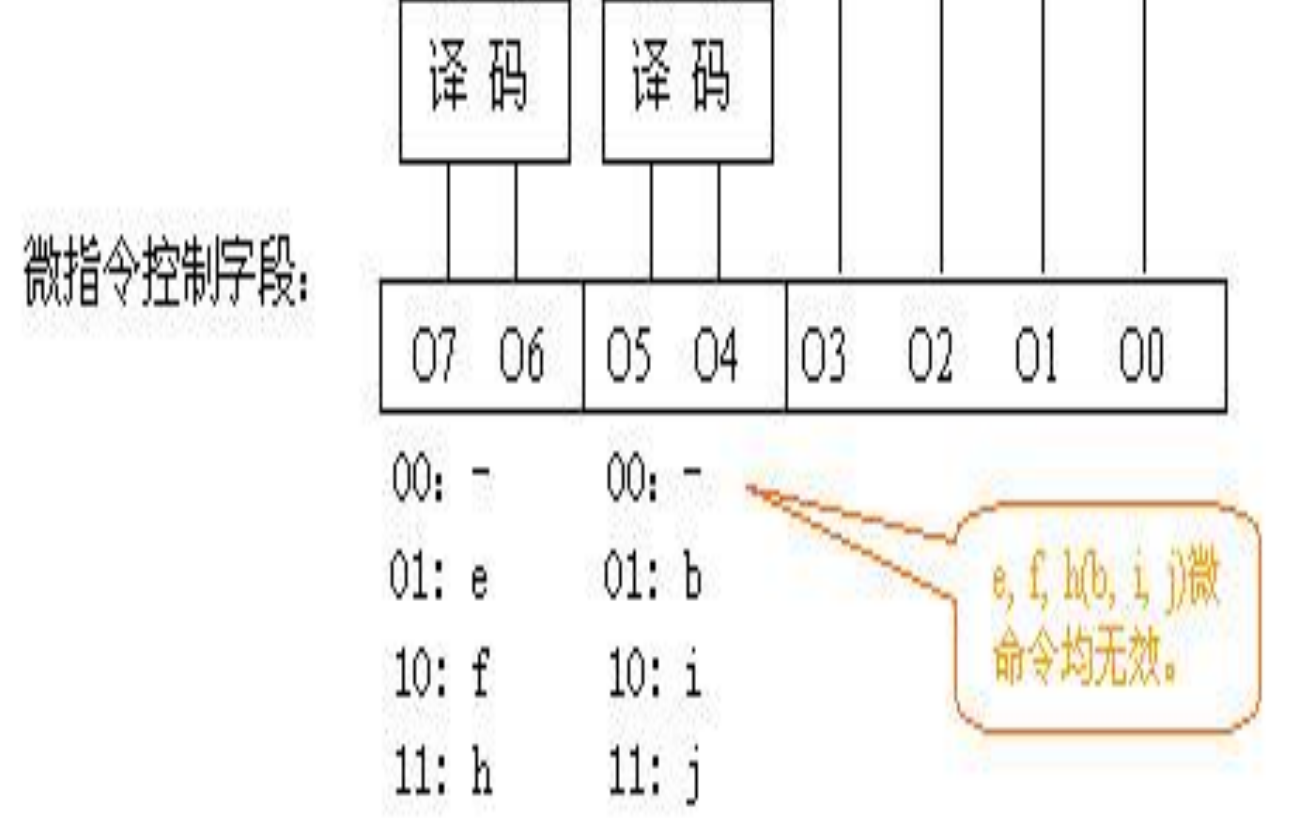 译 码 译 码
微指令控制字段：
O7 O6 O5 O4 O3 O2 O1 O0
00：- 00：-
01：e 01：b
10：f 10：i
11：h 11：j
e, f, h(b, i, j)微
命令均无效。